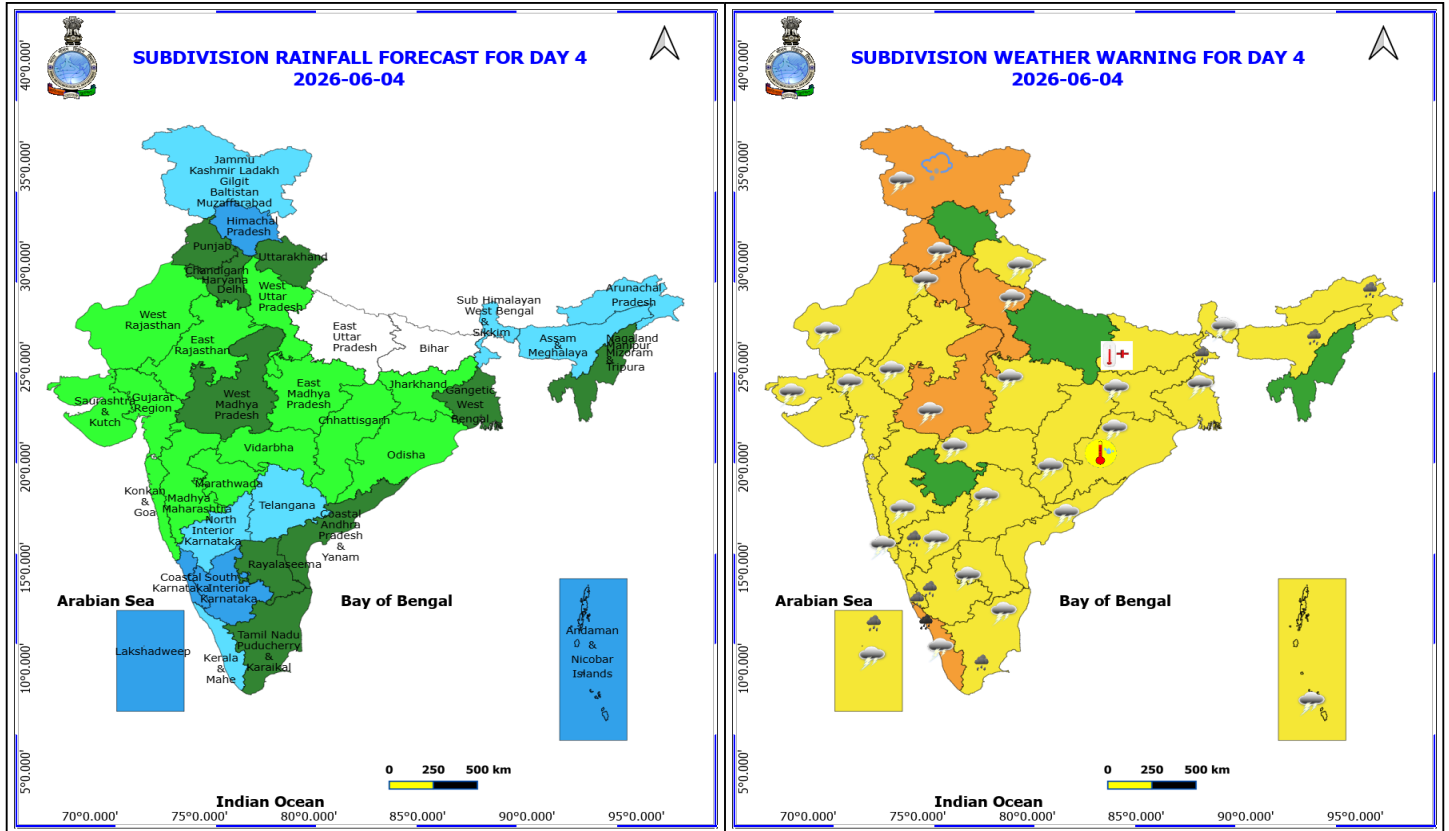 SUBDIVISION RAINFALL FORECAST FOR DAY 4
2026-06-04
40°0.000'
35°0.000'
30°0.000'
25°0.000'
20°0.000'
15°0.000'
10°0.000'
5°0.000'
Jammu
Kashmir Ladakh
Gilgit
Baltistan
Muzaffarabad
Himachal
Pradesh
Punjab
Uttarakhand
Chandigarh
Haryana
Delhi
West
Uttar
Pradesh
West
Rajasthan
East
Rajasthan
East
Uttar
Pradesh
Bihar
Sub Himalayan
West Bengal
&
Sikkim
Arunachal
Pradesh
Assam
&
Meghalaya
Nagaland
Manipur
Mizoram
&
Tripura
Saurashtra
&
Kutch
Gujarat
Region
West
Madhya
Pradesh
East
Madhya
Pradesh
Jharkhand
Gangetic
West
Bengal
Chhattisgarh
Odisha
Vidarbha
Marathwada
Konkan
&
Goa
Madhya
Maharashtra
Telangana
North
Interior
Karnataka
Coastal
Andhra
Pradesh
&
Yanam
Rayalaseema
Coastal
Karnataka
South
Interior
Karnataka
Tamil Nadu
Puducherry
&
Karaikal
Kerala
&
Mahe
Arabian Sea
Lakshadweep
Bay of Bengal
Andaman
&
Nicobar
Islands
0 250 500 km
Indian Ocean
70°0.000' 75°0.000' 80°0.000' 85°0.000' 90°0.000' 95°0.000'
SUBDIVISION WEATHER WARNING FOR DAY 4
2026-06-04
40°0.000'
35°0.000'
30°0.000'
25°0.000'
20°0.000'
15°0.000'
10°0.000'
5°0.000'
Arabian Sea
Bay of Bengal
0 250 500 km
Indian Ocean
70°0.000' 75°0.000' 80°0.000' 85°0.000' 90°0.000' 95°0.000'